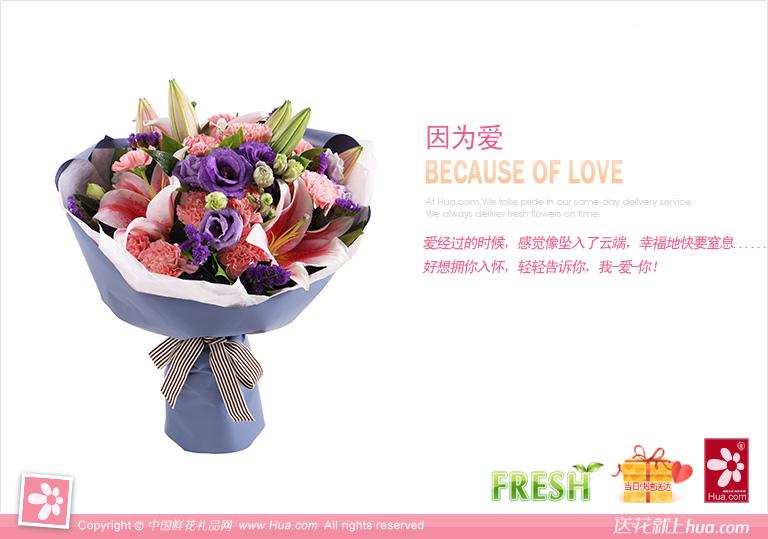 因为爱
BECAUSE OF LOVE
At Hua.com,We take pride in our same-day delivery service.
We always deliver fresh flowers on time.
爱经过的时候，感觉像坠入了云端，幸福地快要窒息......
好想拥你入怀，轻轻告诉你，我-爱-你！
FRESH
当日快速送达
Hua.com
Copyright © 中国鲜花礼品网 www.Hua.com All rights reserved
送花就上hua.com